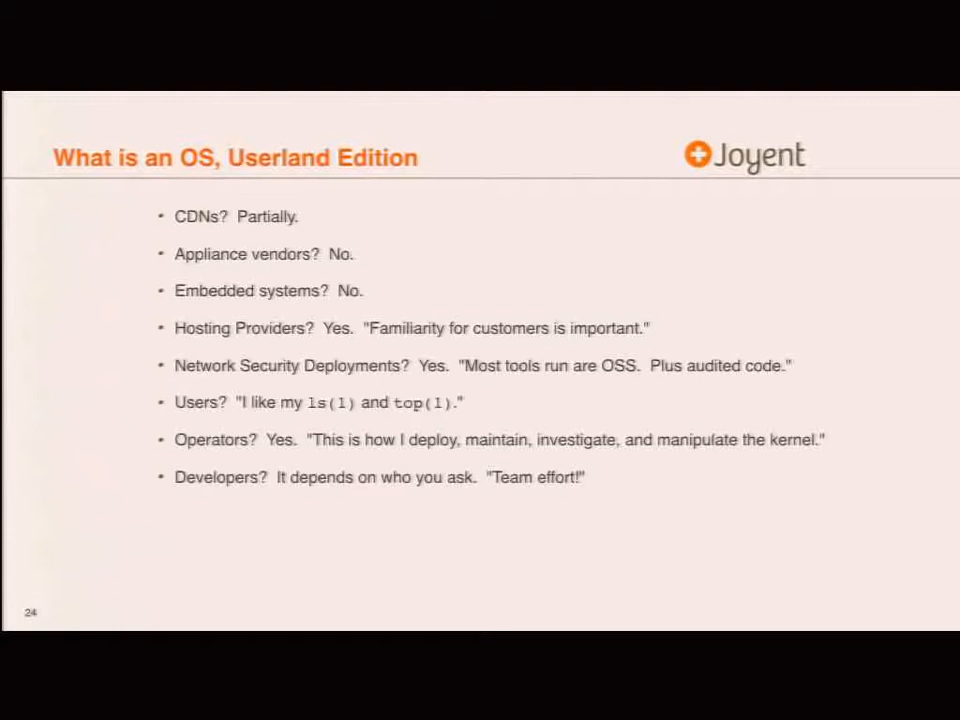 What is an OS, Userland Edition
Joyent
• CDNs? Partially.
• Appliance vendors? No.
• Embedded systems? No.
• Hosting Providers? Yes. "Familiarity for customers is important."
• Network Security Deployments? Yes. "Most tools run are OSS. Plus audited code."
• Users? "I like my ls(1) and top(1)."
• Operators? Yes. "This is how I deploy, maintain, investigate, and manipulate the kernel."
• Developers? It depends on who you ask. "Team effort!"
24